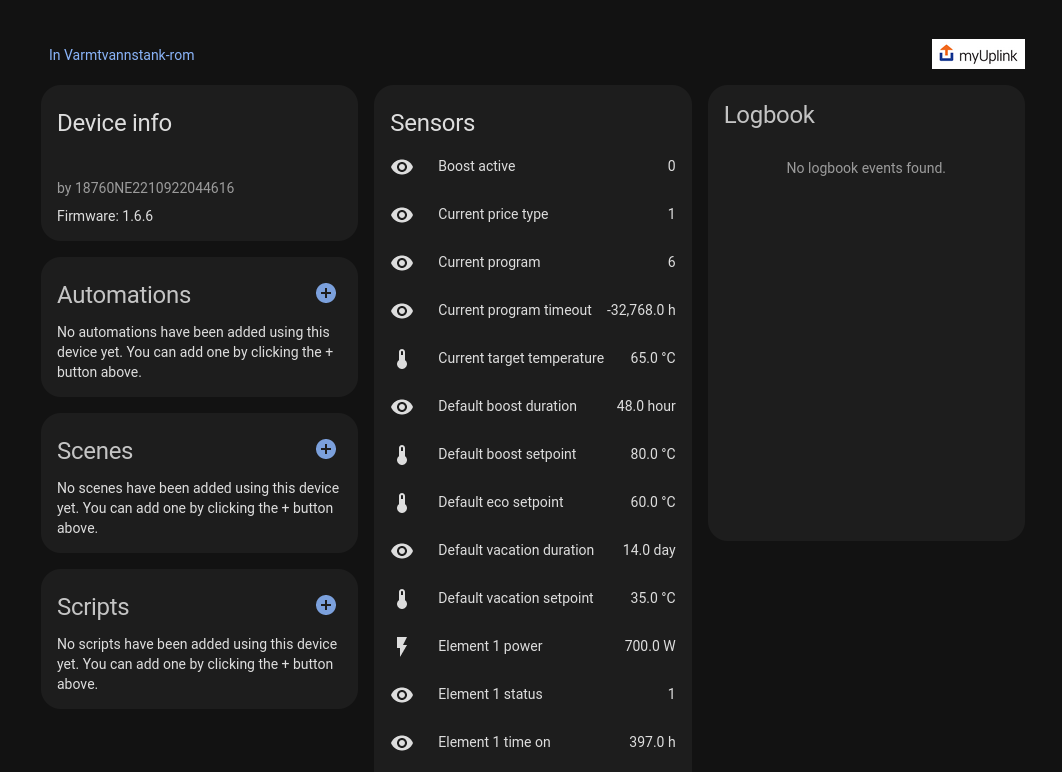 In Varmtvannstank-rom
myUplink
Device info
by 18760NE2210922044616
Firmware: 1.6.6
Automations
No automations have been added using this
device yet. You can add one by clicking the +
button above.
Scenes
No scenes have been added using this device
yet. You can add one by clicking the + button
above.
Scripts
No scripts have been added using this device
yet. You can add one by clicking the + button
above.
Sensors
Boost active 0
Current price type 1
Current program 6
Current program timeout -32,768.0 h
Current target temperature 65.0 °C
Default boost duration 48.0 hour
Default boost setpoint 80.0 °C
Default eco setpoint 60.0 °C
Default vacation duration 14.0 day
Default vacation setpoint 35.0 °C
Element 1 power 700.0 W
Element 1 status 1
Element 1 time on 397.0 h
Logbook
No logbook events found.